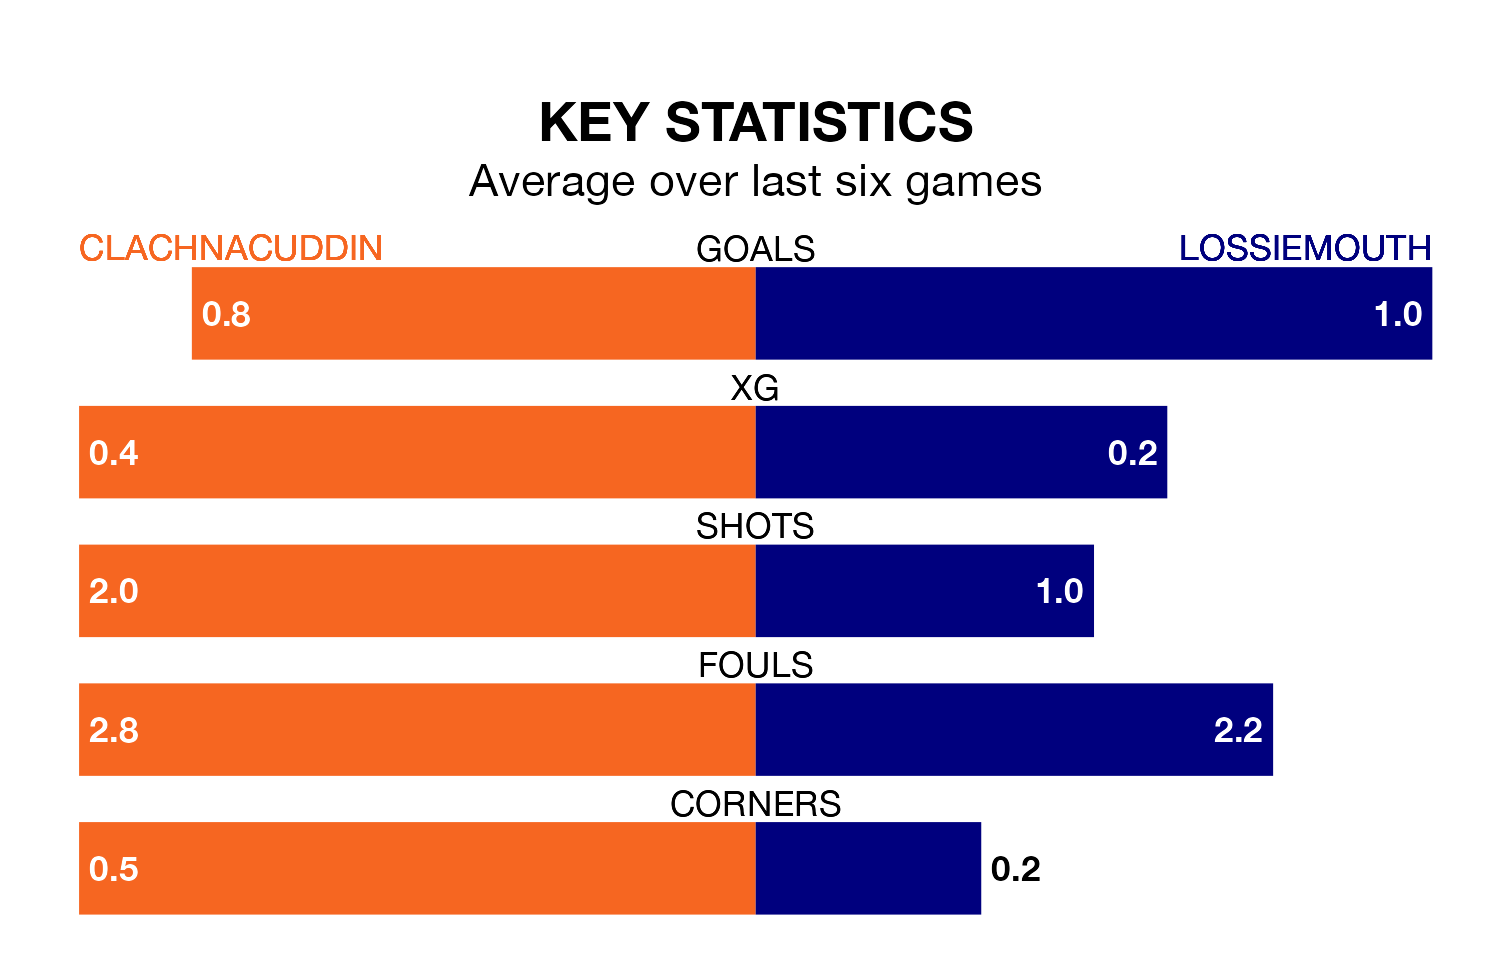 KEY STATISTICS
Average over last six games
CLACHNACUDDIN GOALS LOSSIEMOUTH
0.8 1.0
XG
0.4 0.2
SHOTS
2.0 1.0
FOULS
2.8 2.2
CORNERS
0.5 0.2